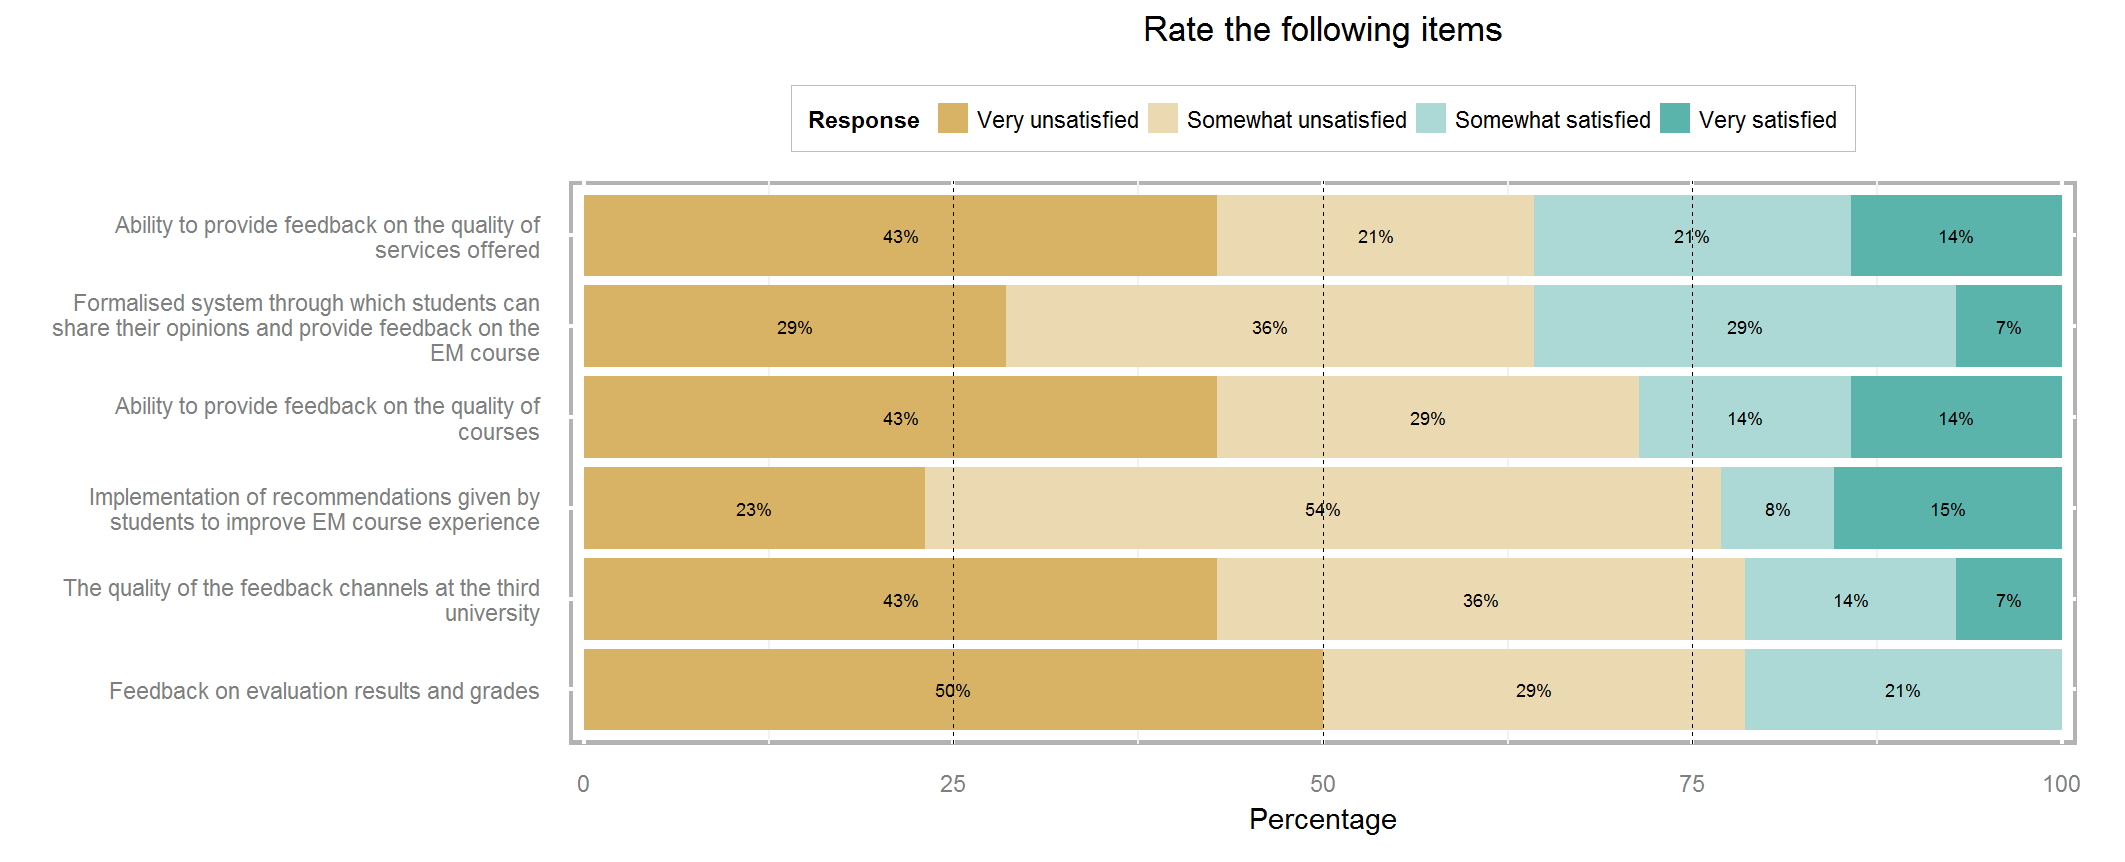 Rate the following items
Response Very unsatisfied Somewhat unsatisfied Somewhat satisfied Very satisfied
Ability to provide feedback on the quality of
services offered
43% 21% 21% 14%
Formalised system through which students can
share their opinions and provide feedback on the
EM course
29% 36% 29% 7%
Ability to provide feedback on the quality of
courses
43% 29% 14% 14%
Implementation of recommendations given by
students to improve EM course experience
23% 54% 8% 15%
The quality of the feedback channels at the third
university
43% 36% 14% 7%
Feedback on evaluation results and grades
50% 29% 21%
0 25 50 75 100
Percentage